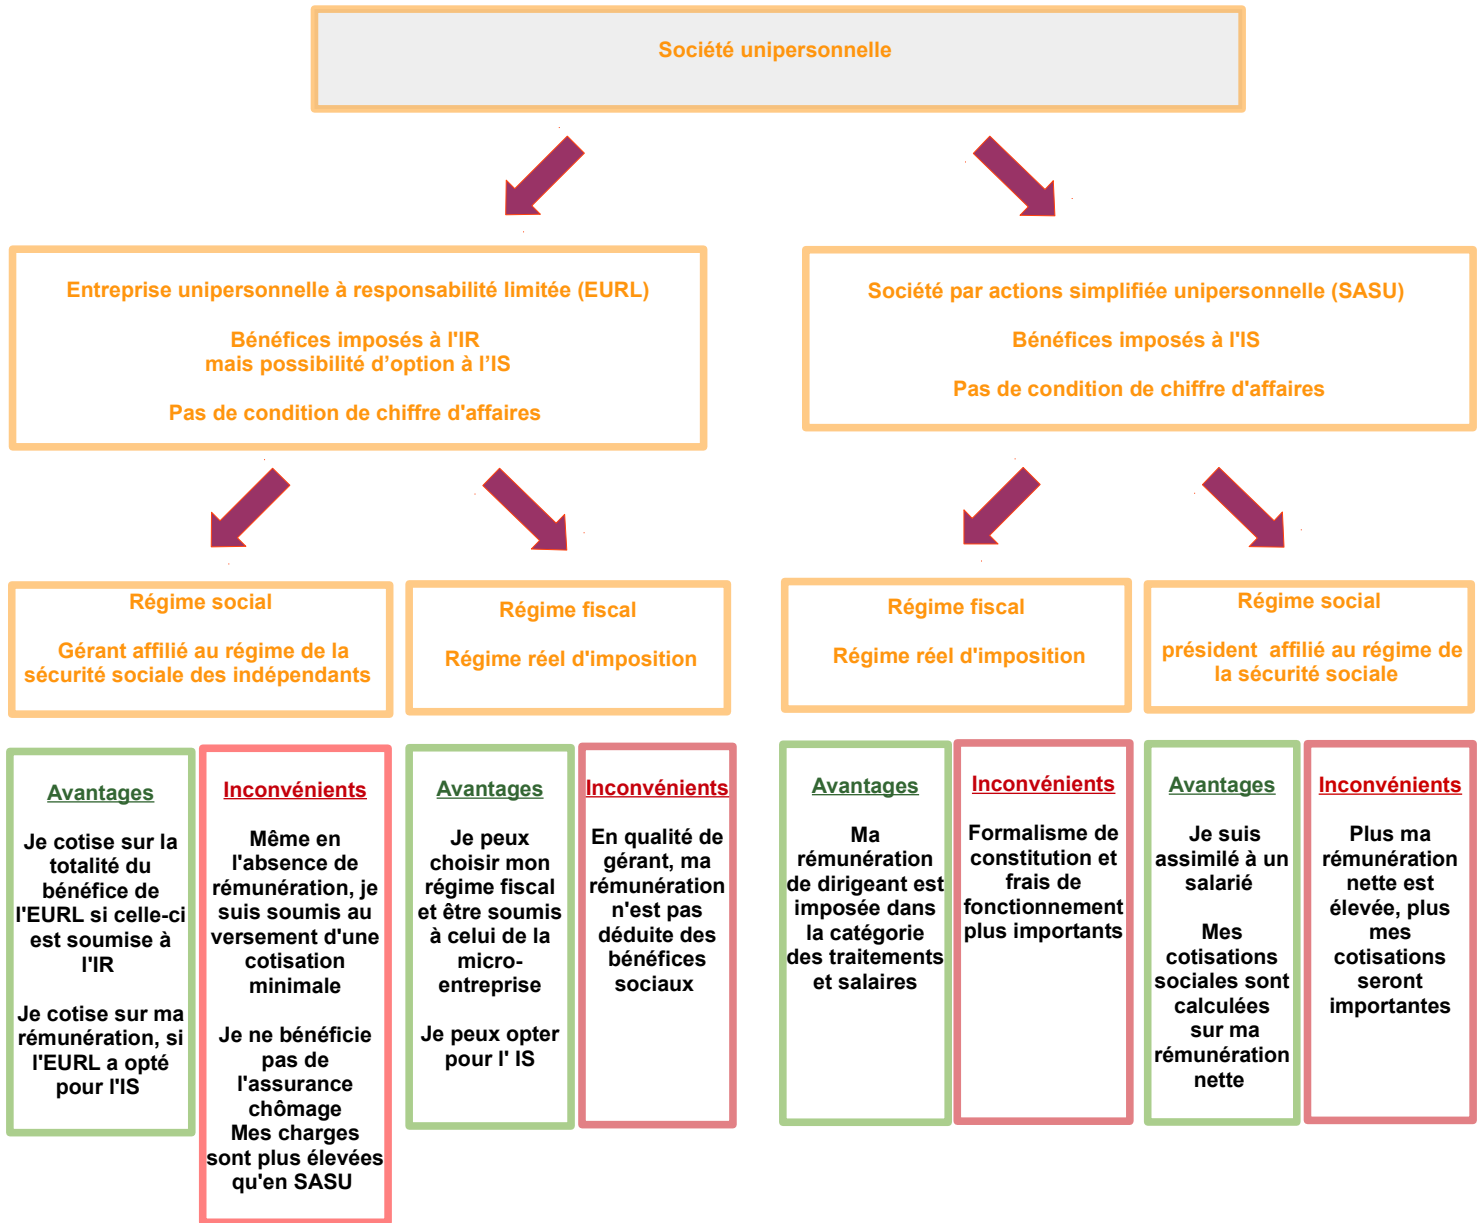 Société unipersonnelle
Entreprise unipersonnelle à responsabilité limitée (EURL)
Bénéfices imposés à l'IR
mais possibilité d’option à l’IS
Pas de condition de chiffre d'affaires
Société par actions simplifiée unipersonnelle (SASU)
Bénéfices imposés à l'IS
Pas de condition de chiffre d'affaires
Régime social
Gérant affilié au régime de la
sécurité sociale des indépendants
Régime fiscal
Régime réel d'imposition
Régime fiscal
Régime réel d'imposition
Régime social
président affilié au régime de
la sécurité sociale
Avantages
Je cotise sur la
totalité du
bénéfice de
l'EURL si celle-ci
est soumise à
l'IR
Je cotise sur ma
rémunération, si
l'EURL a opté
pour l'IS
Inconvénients
Même en
l'absence de
rémunération, je
suis soumis au
versement d'une
cotisation
minimale
Je ne bénéficie
pas de
l'assurance
chômage
Mes charges
sont plus élevées
qu'en SASU
Avantages
Je peux
choisir mon
régime fiscal
et être soumis
à celui de la
micro-
entreprise
Je peux opter
pour l' IS
Inconvénients
En qualité de
gérant, ma
rémunération
n'est pas
déduite des
bénéfices
sociaux
Avantages
Ma
rémunération
de dirigeant est
imposée dans
la catégorie
des traitements
et salaires
Inconvénients
Formalisme de
constitution et
frais de
fonctionnement
plus importants
Avantages
Je suis
assimilé à un
salarié
Mes
cotisations
sociales sont
calculées
sur ma
rémunération
nette
Inconvénients
Plus ma
rémunération
nette est
élevée, plus
mes
cotisations
seront
importantes